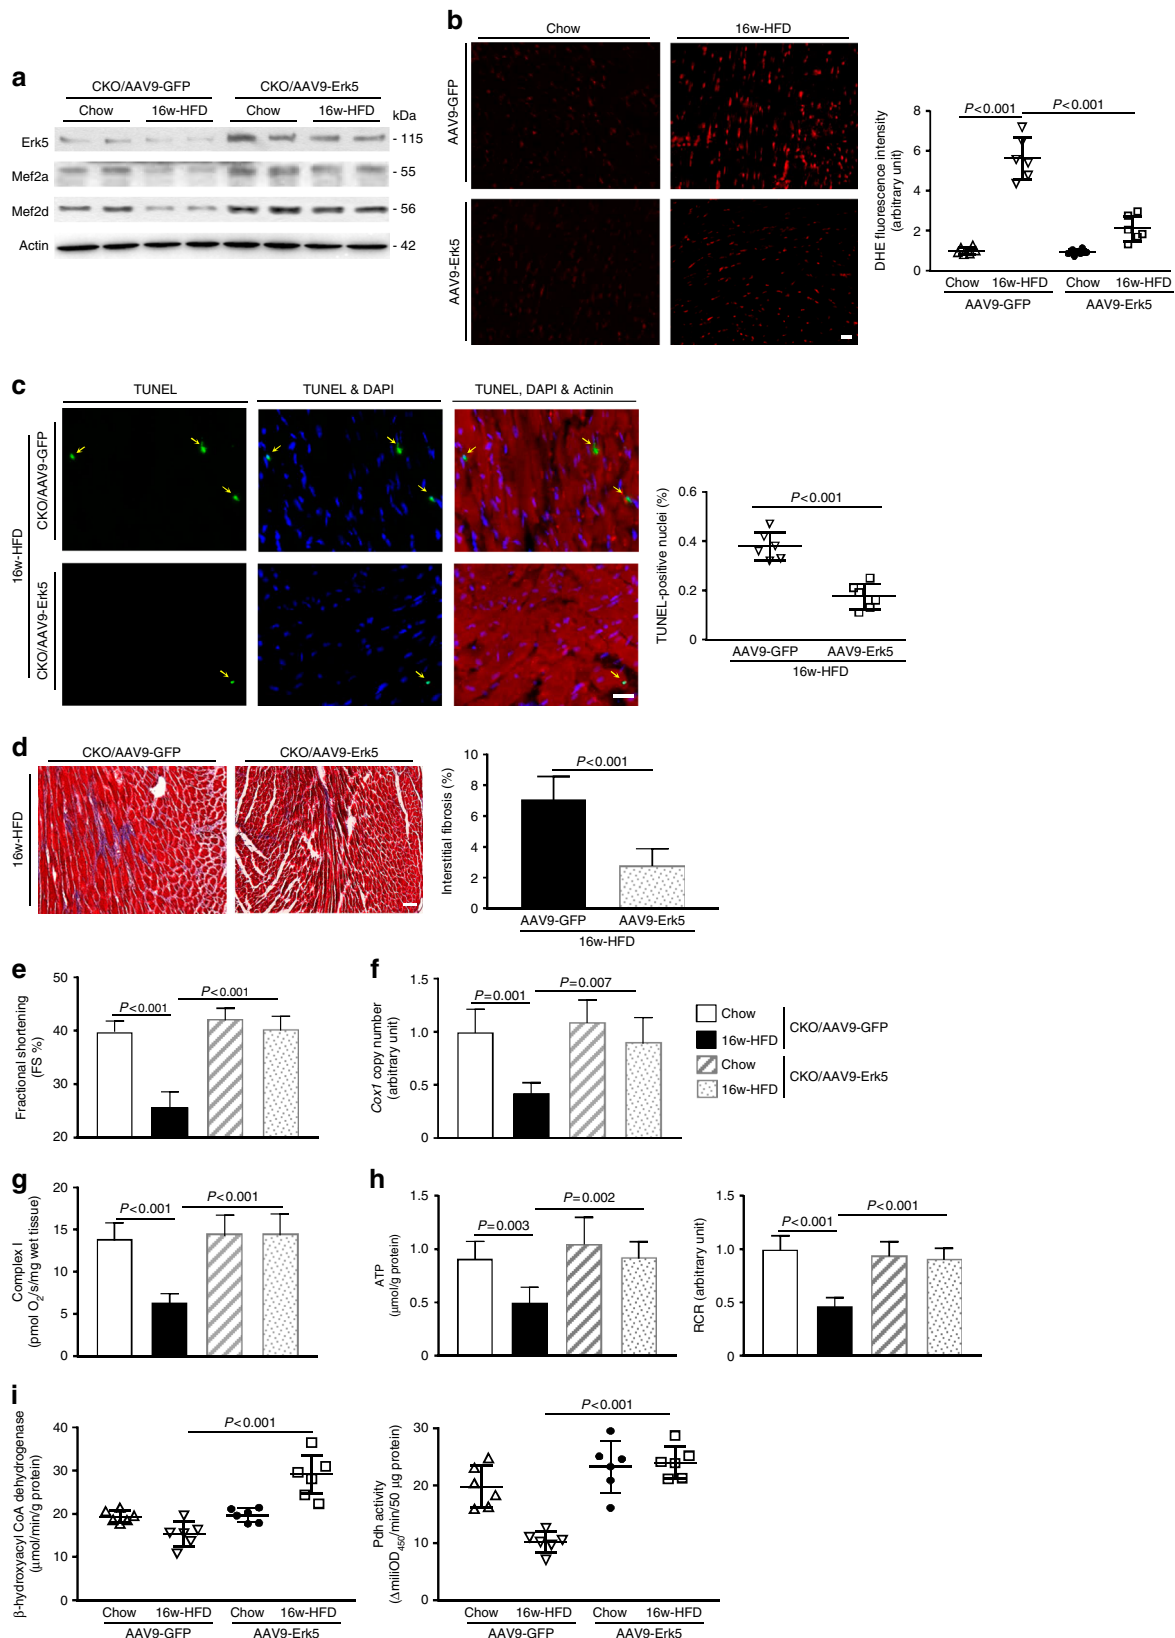 a
CKO/AAV9-GFP CKO/AAV9-Erk5
Chow 16w-HFD Chow 16w-HFD kDa
Erk5 - 115
Mef2a - 55
Mef2d - 56
Actin - 42
b
Chow 16w-HFD
AAV9-GFP
AAV9-Erk5
DHE fluorescence intensity
(arbitrary unit)
8
6
4
2
0
P<0.001 P<0.001
Chow 16w-HFD Chow 16w-HFD
AAV9-GFP AAV9-Erk5
c
TUNEL TUNEL & DAPI TUNEL, DAPI & Actinin
16w-HFD
CKO/AAV9-GFP
CKO/AAV9-Erk5
TUNEL-positive nuclei (%)
0.6
0.4
0.2
0
P<0.001
AAV9-GFP AAV9-Erk5
16w-HFD
d
CKO/AAV9-GFP CKO/AAV9-Erk5
16w-HFD
Interstitial fibrosis (%)
10
8
6
4
2
0
P<0.001
AAV9-GFP AAV9-Erk5
16w-HFD
e
Fractional shortening
(FS %)
50
40
30
20
P<0.001
P<0.001
f
Cox1 copy number
(arbitrary unit)
1.5
1.0
0.5
0
P=0.001
P=0.007
Chow
16w-HFD
CKO/AAV9-GFP
Chow
16w-HFD
CKO/AAV9-Erk5
g
Complex I
(pmol O2/s/mg wet tissue)
20
15
10
5
0
P<0.001
P<0.001
h
ATP
(μmol/g protein)
1.5
1.0
0.5
0
P=0.003
P=0.002
RCR (arbitrary unit)
1.5
1.0
0.5
0
P<0.001
P<0.001
i
β-hydroxyacyl CoA dehydrogenase
(μmol/min/g protein)
40
30
20
10
0
P<0.001
Chow 16w-HFD Chow 16w-HFD
AAV9-GFP AAV9-Erk5
Pdh activity
(ΔmiliOD450/min/50 μg protein)
30
20
10
0
P<0.001
Chow 16w-HFD Chow 16w-HFD
AAV9-GFP AAV9-Erk5